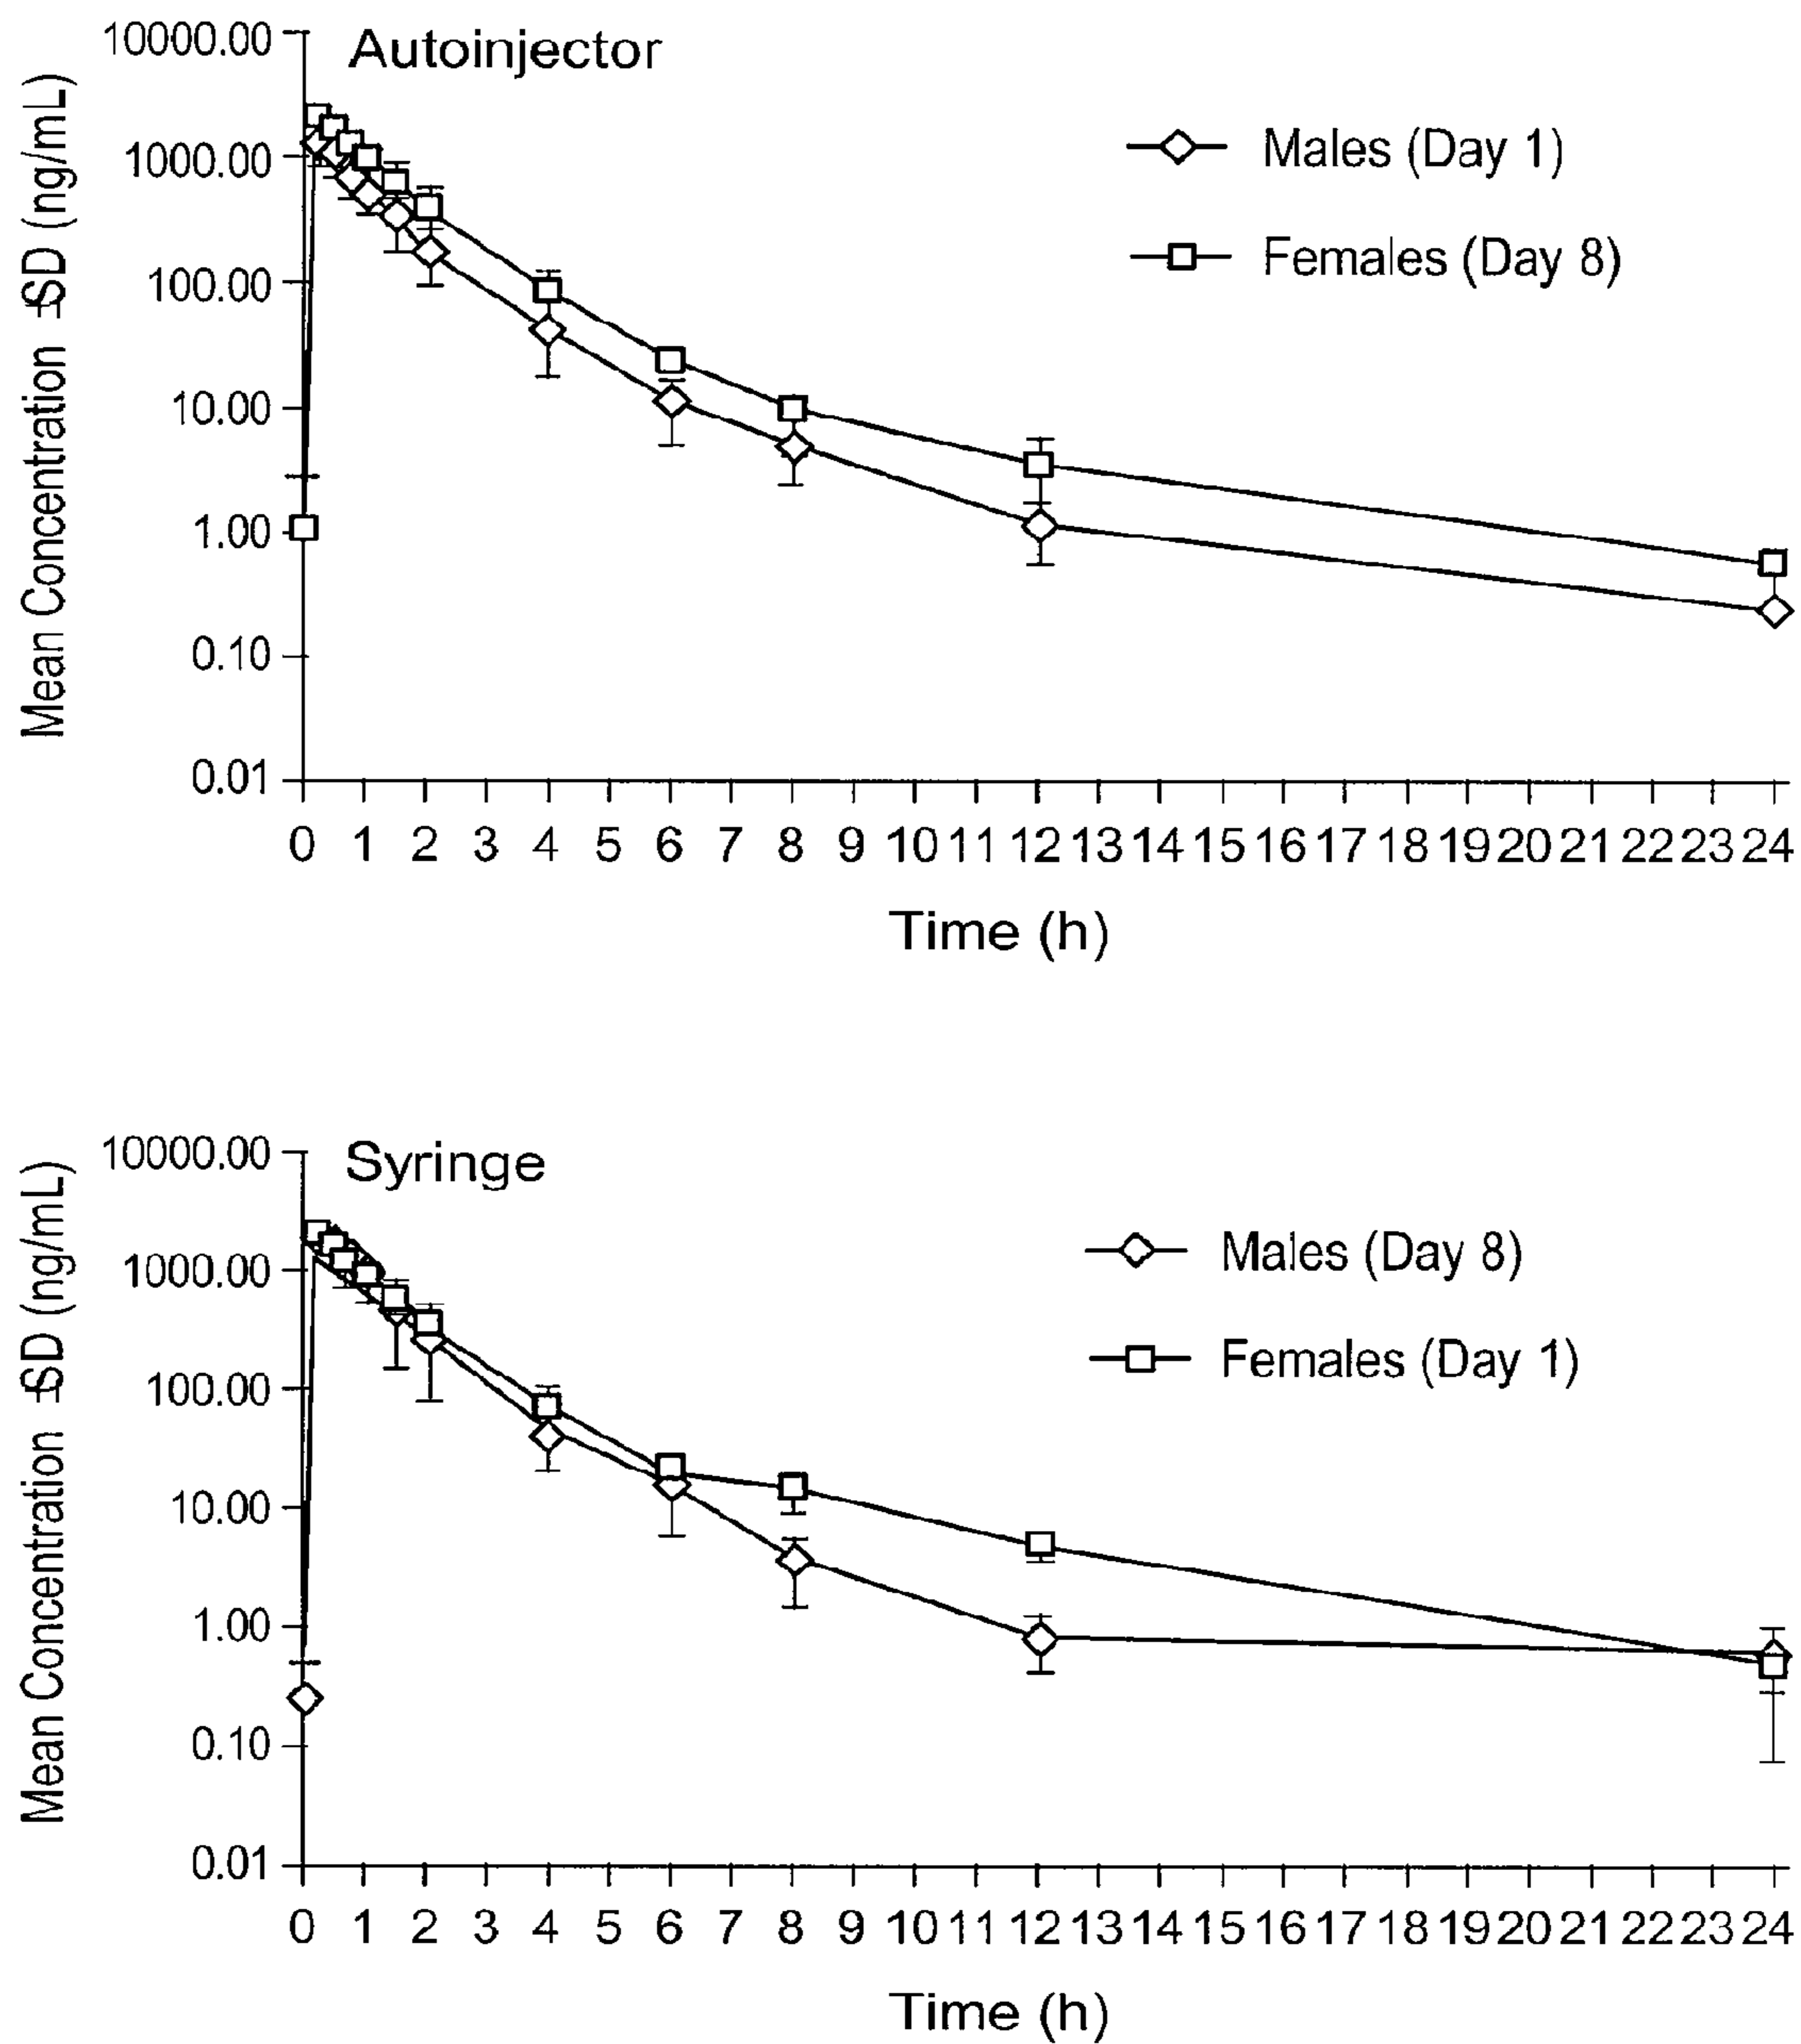 Autoinjector
Mean Concentration ±SD (ng/mL)
10000.00
1000.00
100.00
10.00
1.00
0.10
0.01
Males (Day 1)
Females (Day 8)
0 1 2 3 4 5 6 7 8 9 10 11 12 13 14 15 16 17 18 19 20 21 22 23 24
Time (h)
Syringe
Mean Concentration ±SD (ng/mL)
10000.00
1000.00
100.00
10.00
1.00
0.10
0.01
Males (Day 8)
Females (Day 1)
0 1 2 3 4 5 6 7 8 9 10 11 12 13 14 15 16 17 18 19 20 21 22 23 24
Time (h)